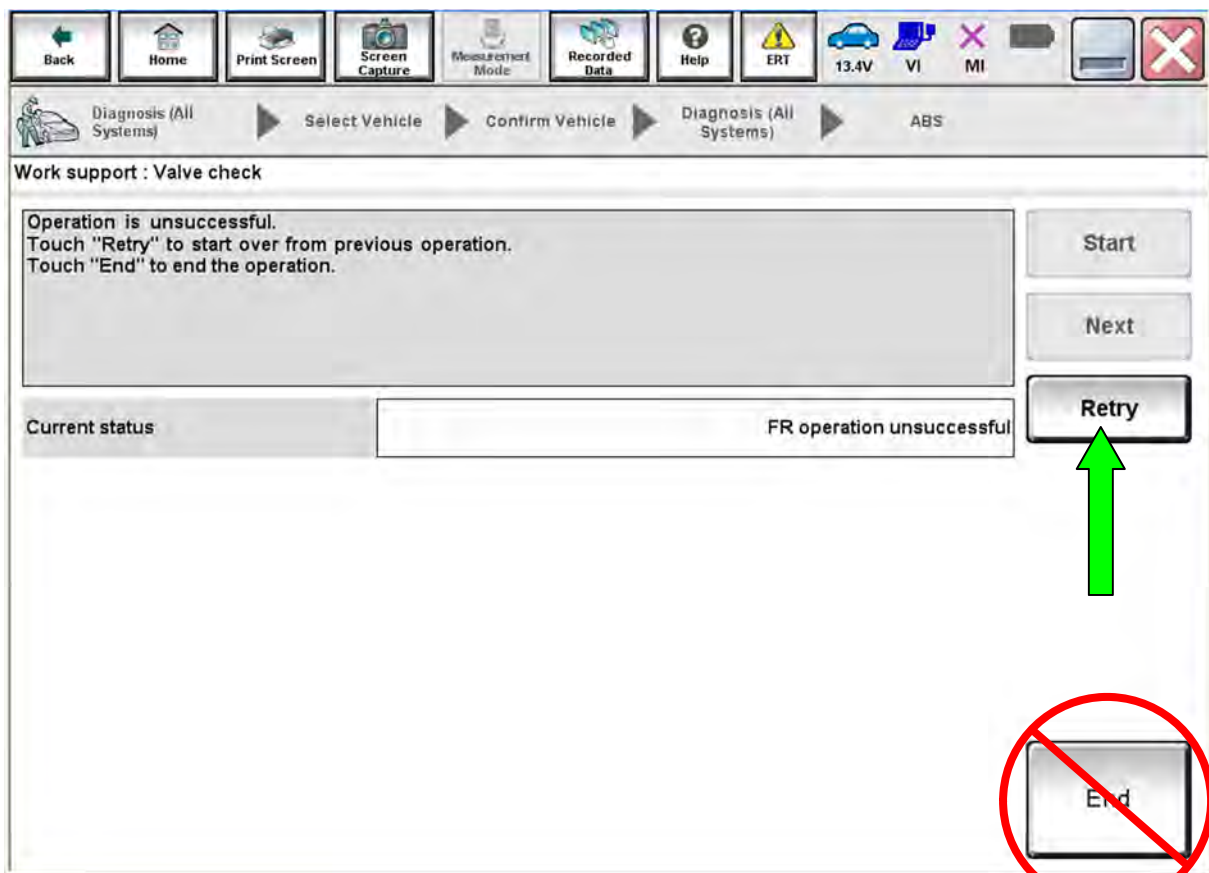 Back
Home
Print Screen
Screen
Capture
Measurement
Mode
Recorded
Data
Help
ERT
13.4V
VI
MI
Diagnosis (All
Systems)
Select Vehicle
Confirm Vehicle
Diagnosis (All
Systems)
ABS
Work support : Valve check
Operation is unsuccessful.
Touch "Retry" to start over from previous operation.
Touch "End" to end the operation.
Start
Next
Retry
Current status
FR operation unsuccessful
End